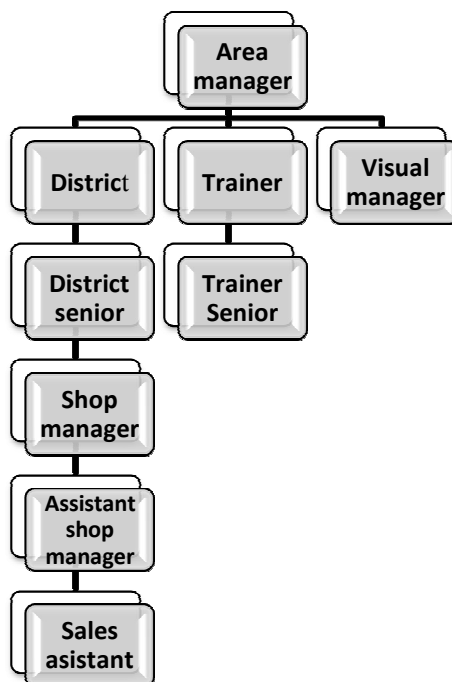 Area
manager
District
Trainer
Visual
manager
District
senior
Trainer
Senior
Shop
manager
Assistant
shop
manager
Sales
asistant